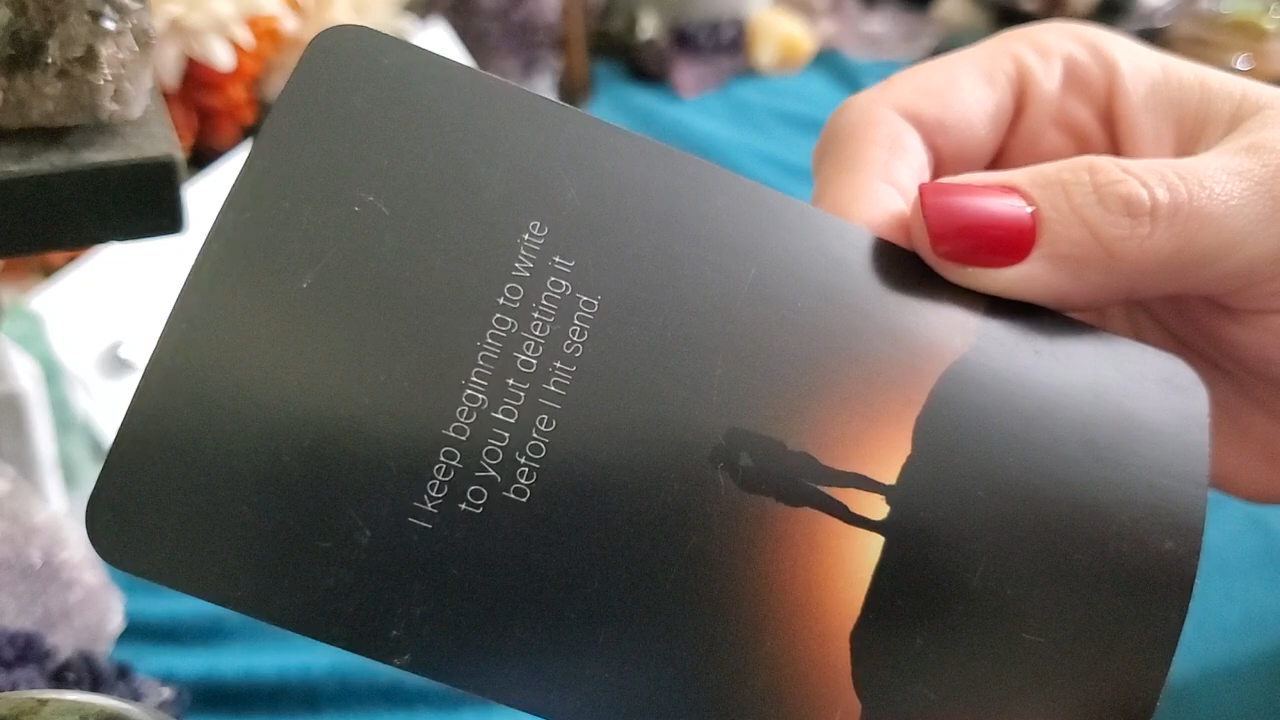 I keep beginning to write
to you but deleting it
before I hit send.